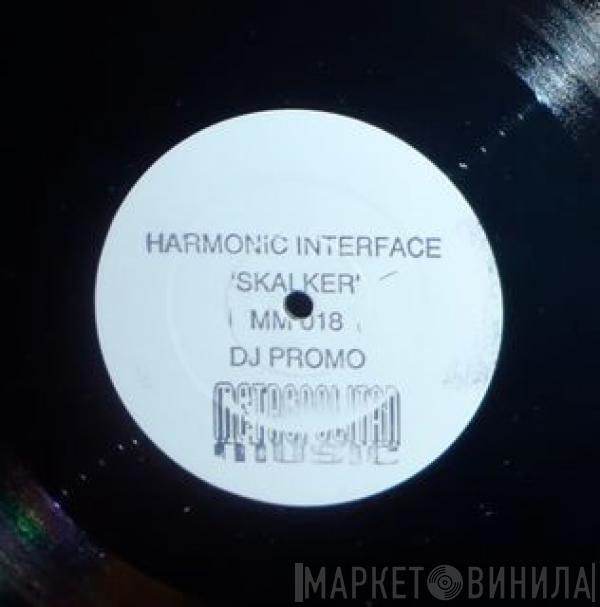 HARMONIC INTERFACE
'SKALKER'
MM 018
DJ PROMO
METROPOLITAN
music
МАРКЕТ ВИНИЛА